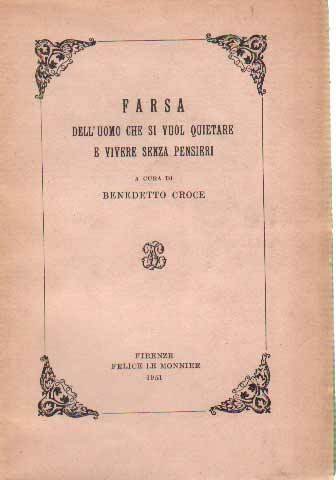 FARSA
DELL'UOMO CHE SI VUOL QUIETARE
E VIVERE SENZA PENSIERI
A CURA DI
BENEDETTO CROCE
FIRENZE
FELICE LE MONNIER
1951